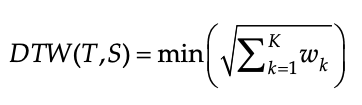 DTW(T,S) = min(√(∑_{k=1}^{K} w_k))